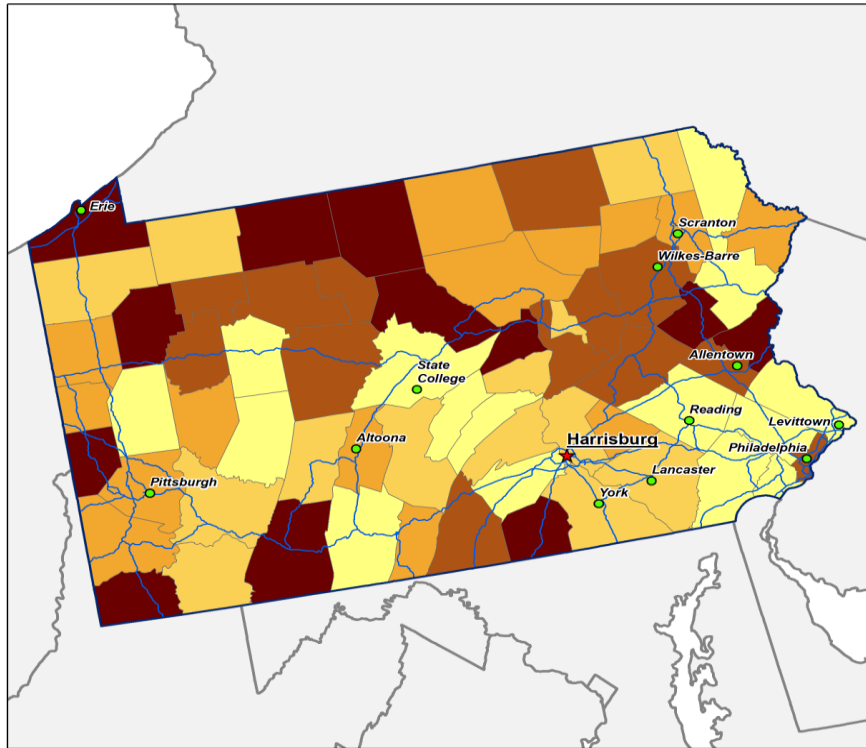 Erie
Scranton
Wilkes-Barre
Allentown
State
College
Reading
Levittown
Altoona
Harrisburg
Philadelphia
Pittsburgh
Lancaster
York